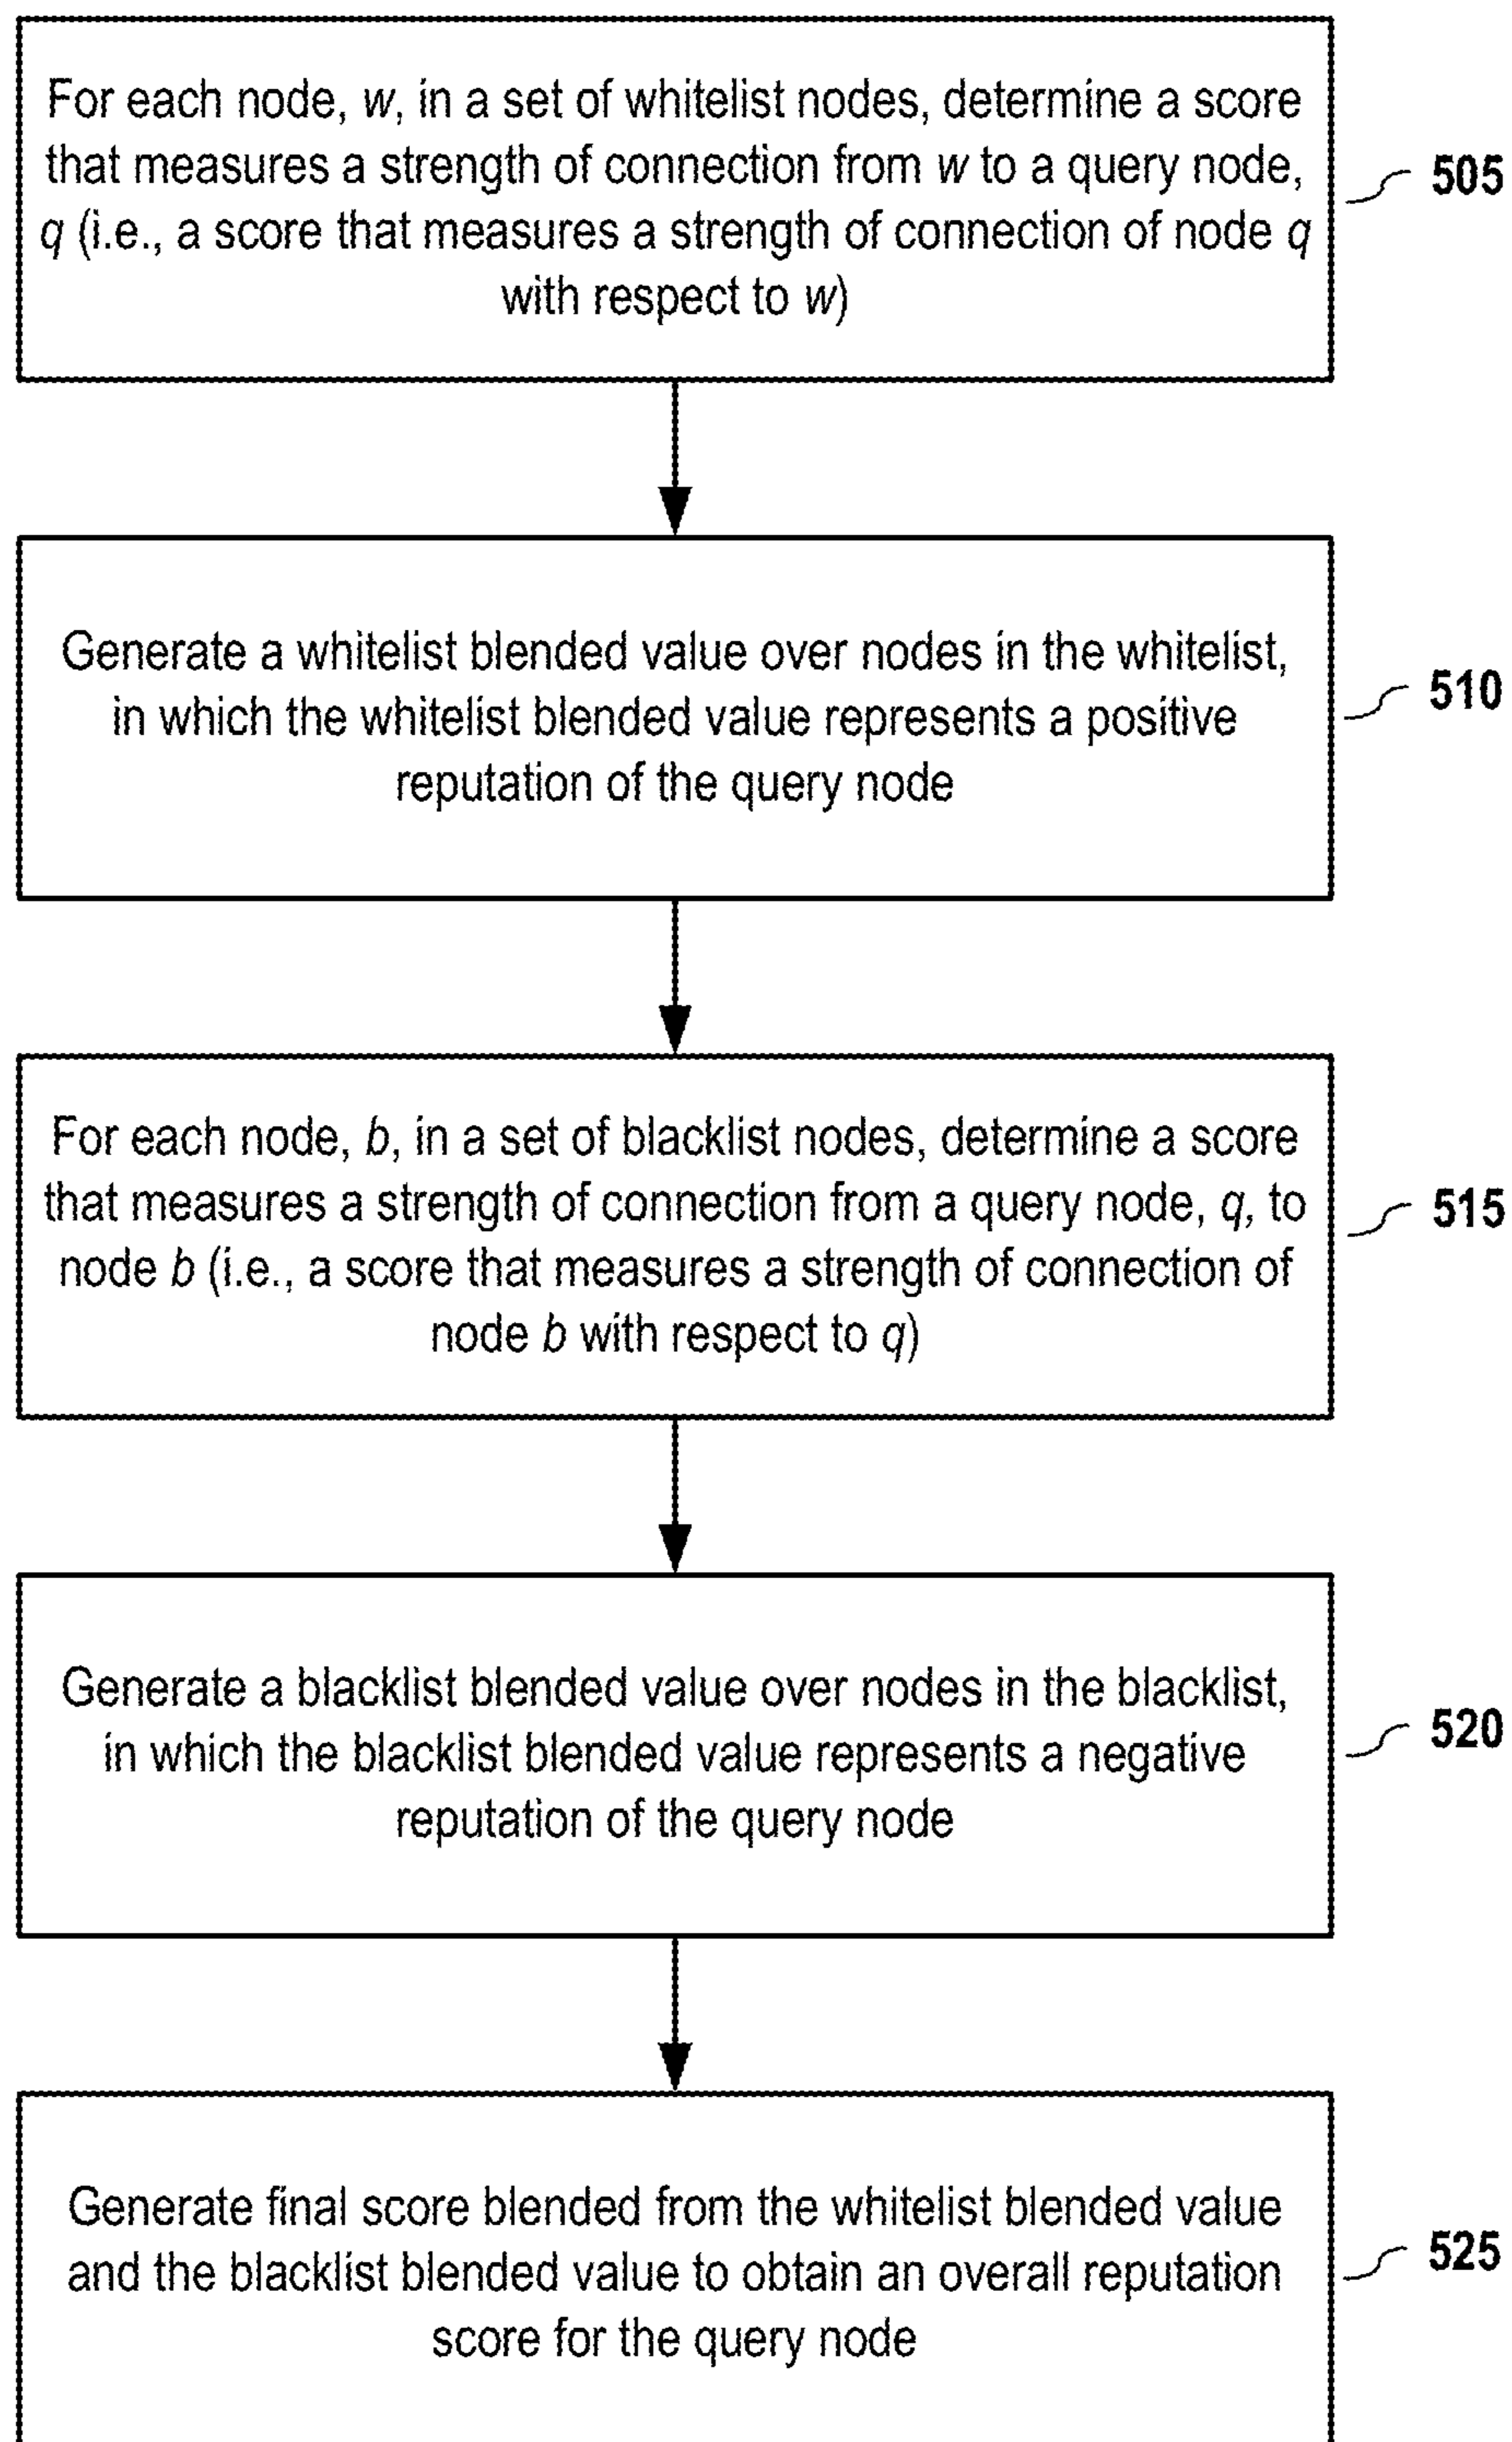 For each node, w, in a set of whitelist nodes, determine a score
that measures a strength of connection from w to a query node,
q (i.e., a score that measures a strength of connection of node q
with respect to w)
505
Generate a whitelist blended value over nodes in the whitelist,
in which the whitelist blended value represents a positive
reputation of the query node
510
For each node, b, in a set of blacklist nodes, determine a score
that measures a strength of connection from a query node, q, to
node b (i.e., a score that measures a strength of connection of
node b with respect to q)
515
Generate a blacklist blended value over nodes in the blacklist,
in which the blacklist blended value represents a negative
reputation of the query node
520
Generate final score blended from the whitelist blended value
and the blacklist blended value to obtain an overall reputation
score for the query node
525